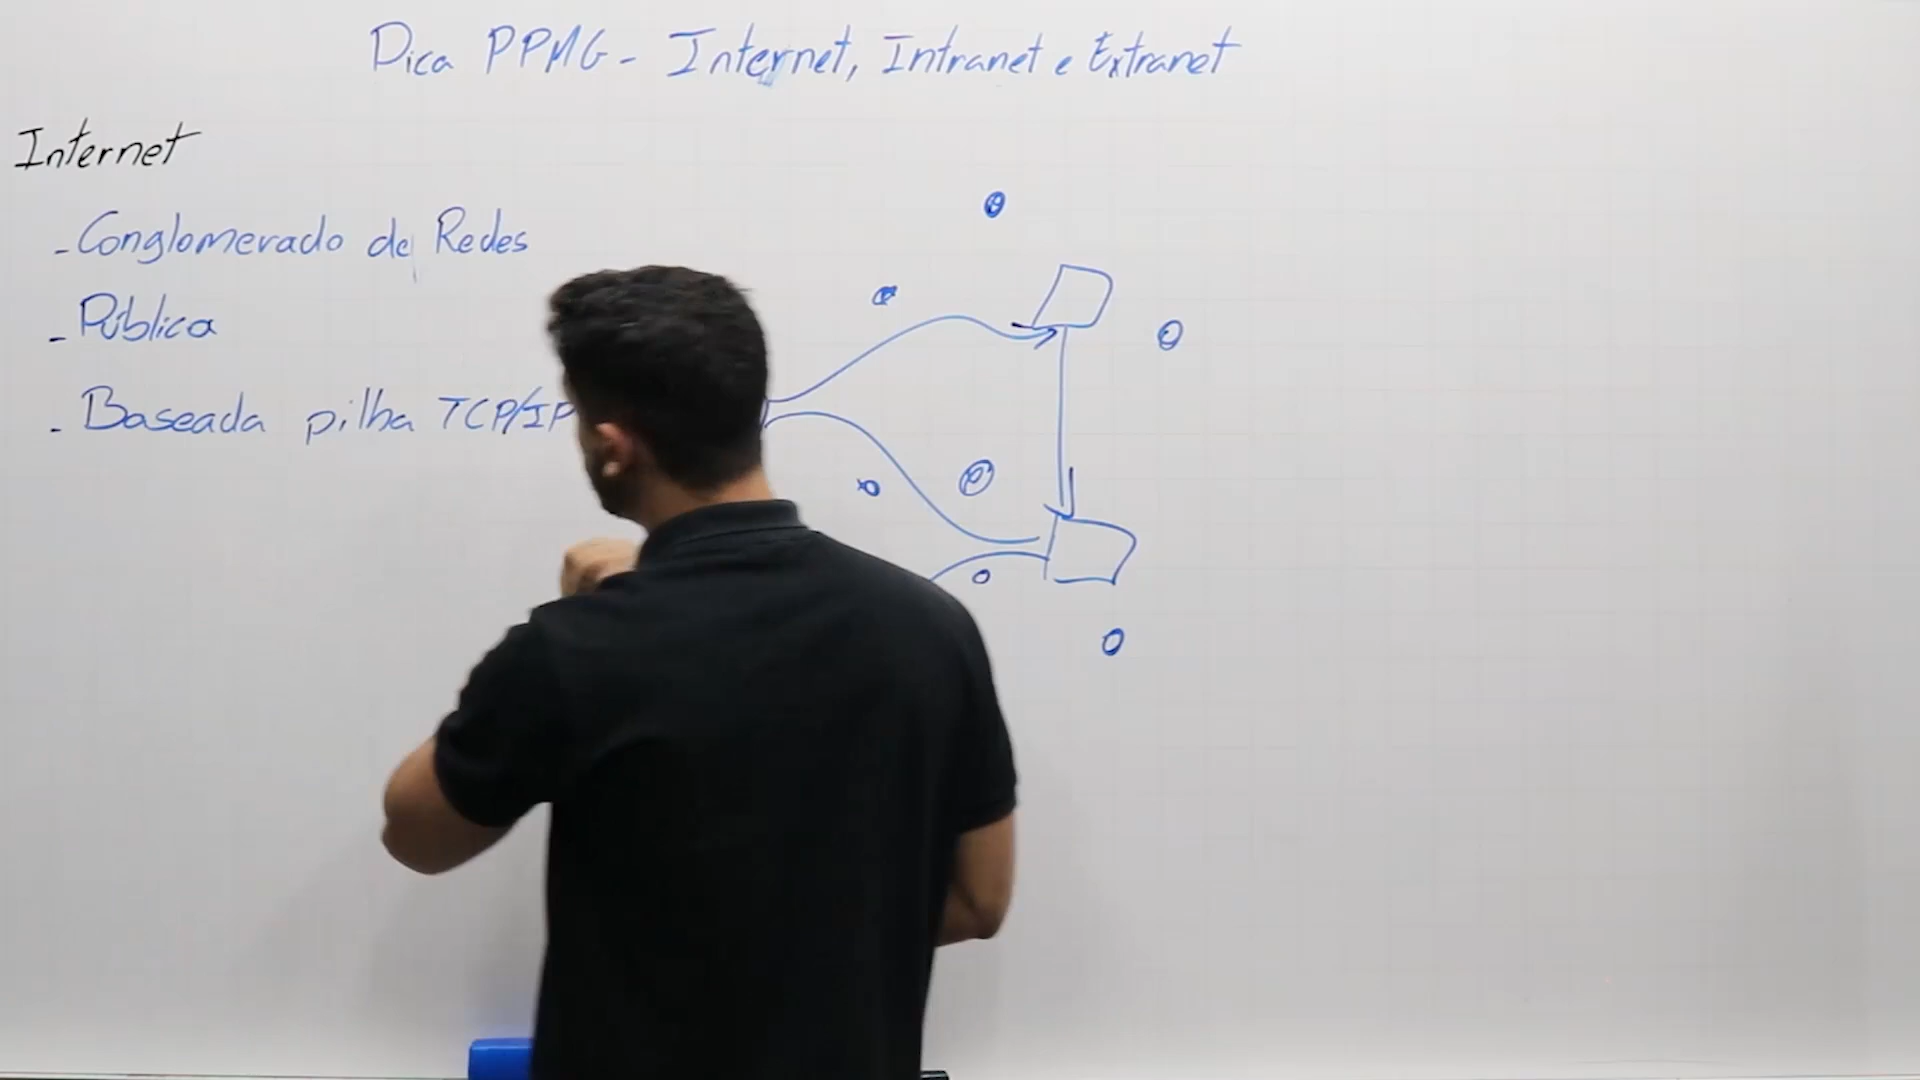 Dica PPMG - Internet, Intranet e Extranet
Internet
- Conglomerado de Redes
- Pública
- Baseada pilha TCP/IP